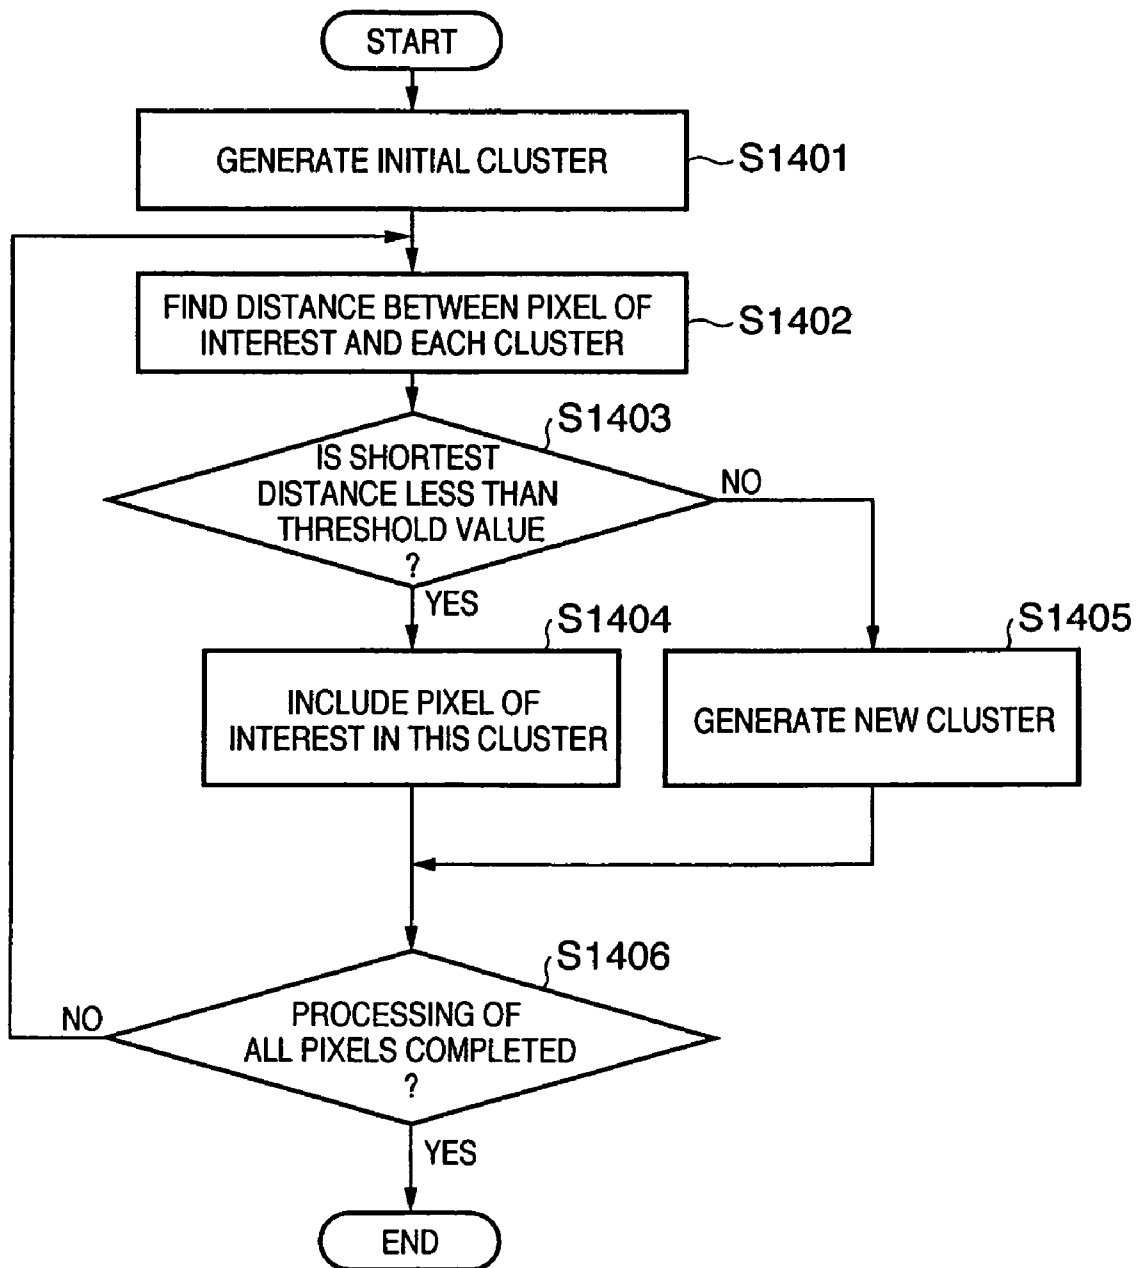 START
GENERATE INITIAL CLUSTER
S1401
FIND DISTANCE BETWEEN PIXEL OF
INTEREST AND EACH CLUSTER
S1402
S1403
IS SHORTEST
DISTANCE LESS THAN
THRESHOLD VALUE
?
NO
YES
S1404
INCLUDE PIXEL OF
INTEREST IN THIS CLUSTER
S1405
GENERATE NEW CLUSTER
S1406
PROCESSING OF
ALL PIXELS COMPLETED
?
NO
YES
END